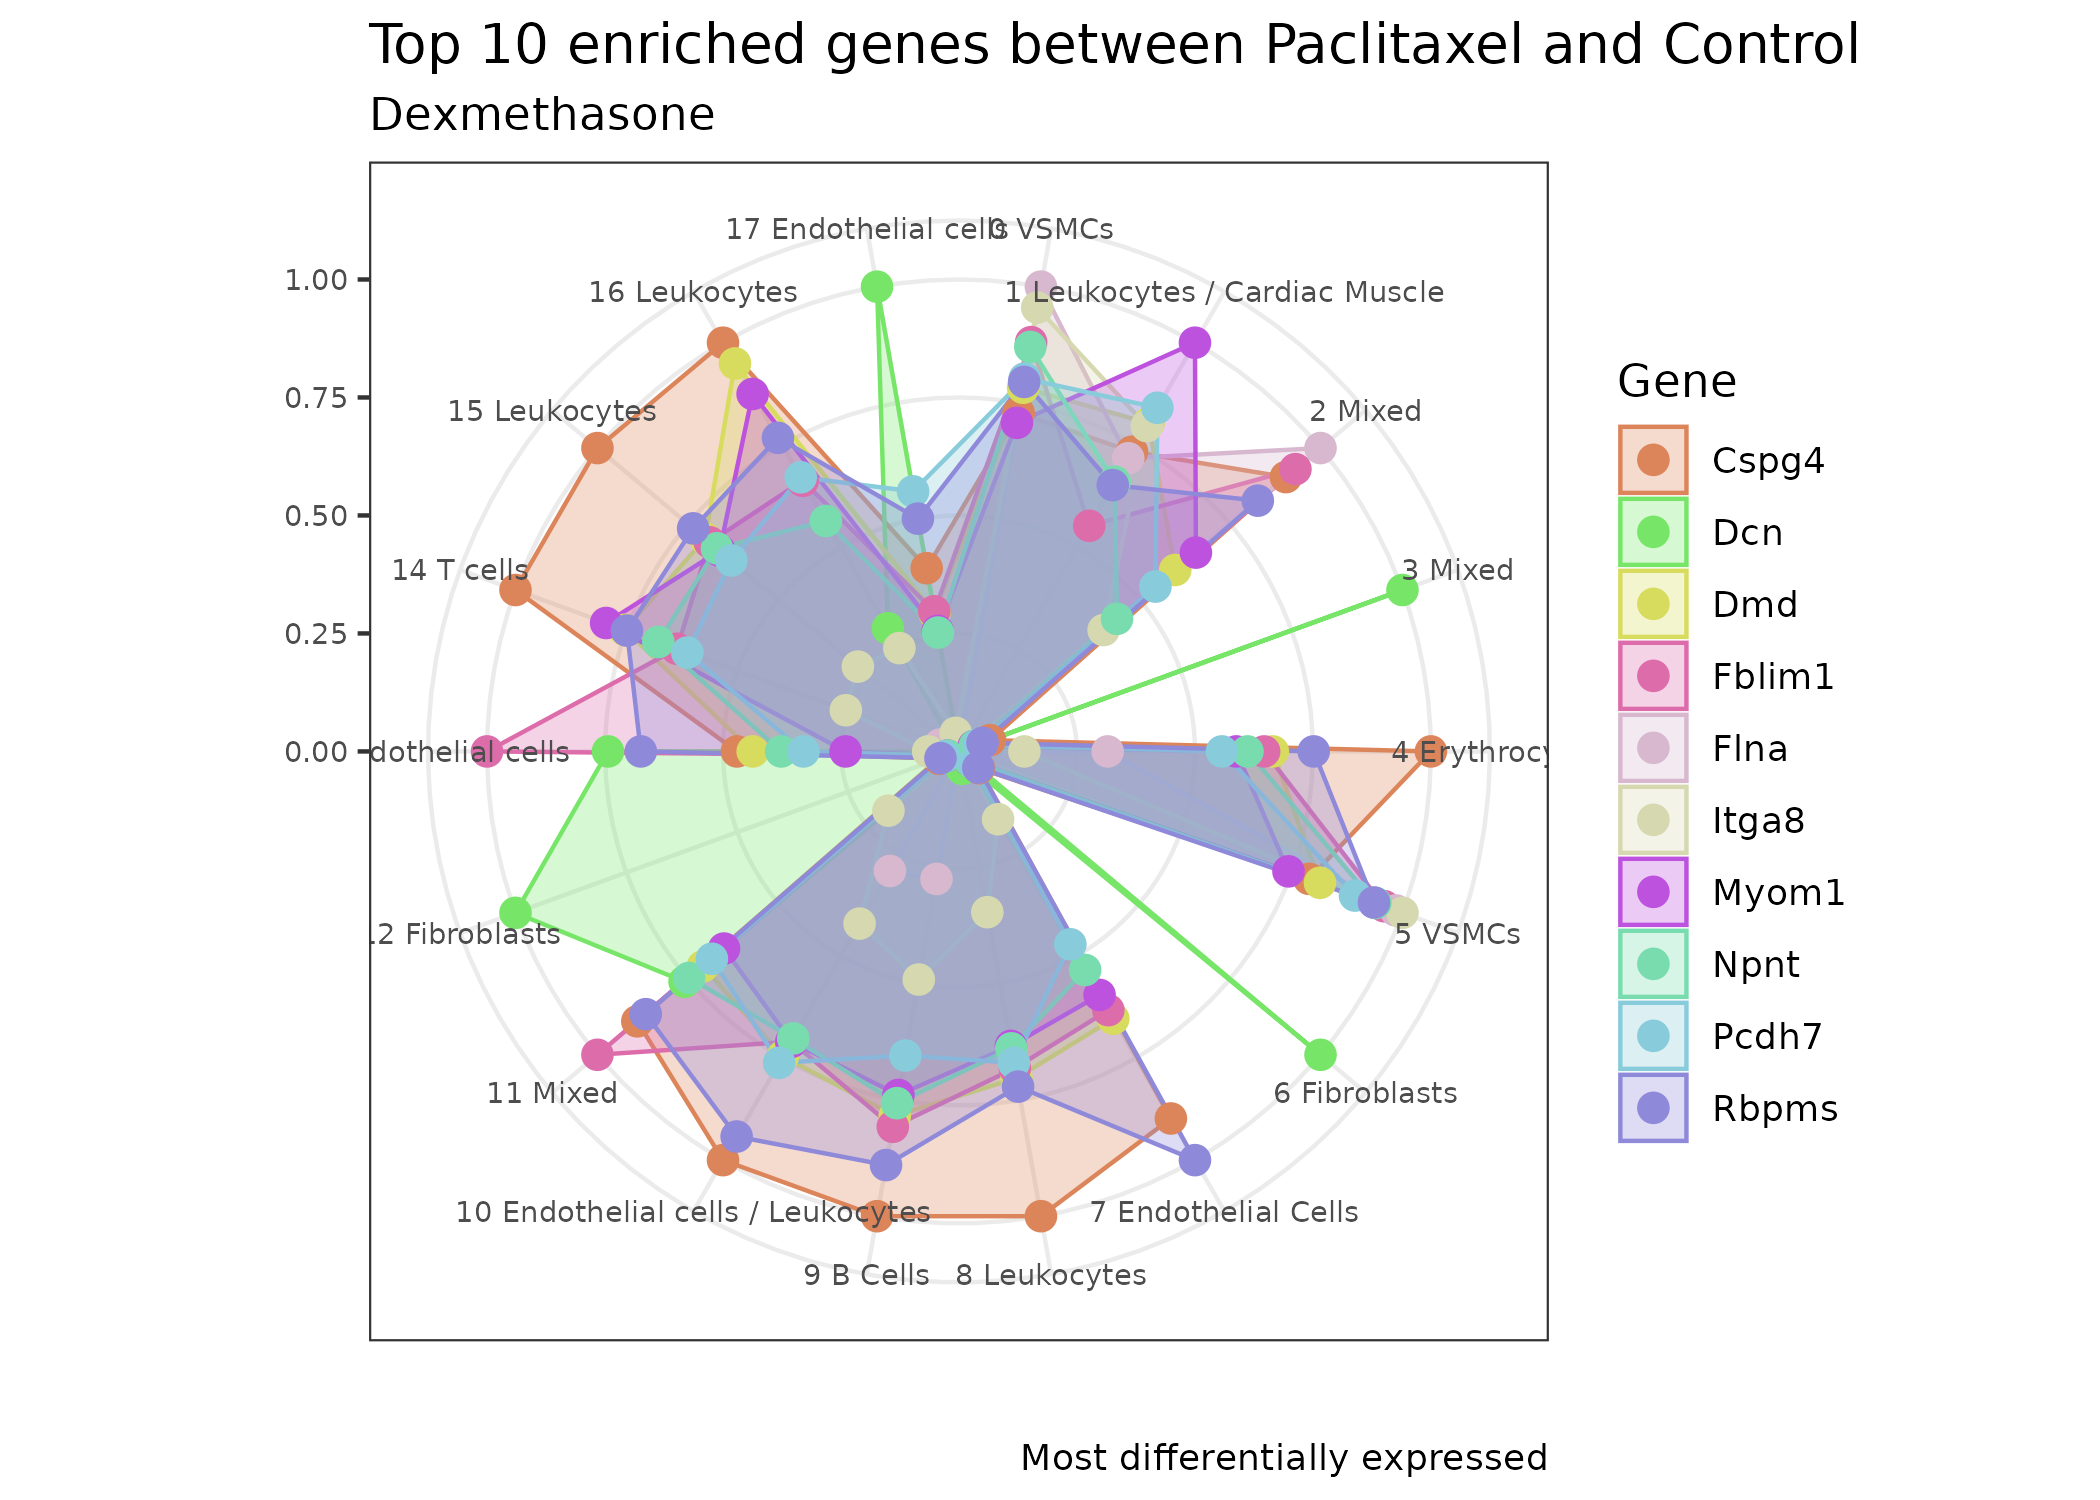 Top 10 enriched genes between Paclitaxel and Control
Dexmethasone
17 Endothelial cells
0 VSMCs
16 Leukocytes
1 Leukocytes / Cardiac Muscle
15 Leukocytes
2 Mixed
14 T cells
3 Mixed
dothelial cells
4 Erythrocy
2 Fibroblasts
5 VSMCs
11 Mixed
6 Fibroblasts
10 Endothelial cells / Leukocytes
7 Endothelial Cells
9 B Cells
8 Leukocytes
1.00
0.75
0.50
0.25
0.00
Gene
Cspg4
Dcn
Dmd
Fblim1
Flna
Itga8
Myom1
Npnt
Pcdh7
Rbpms
Most differentially expressed